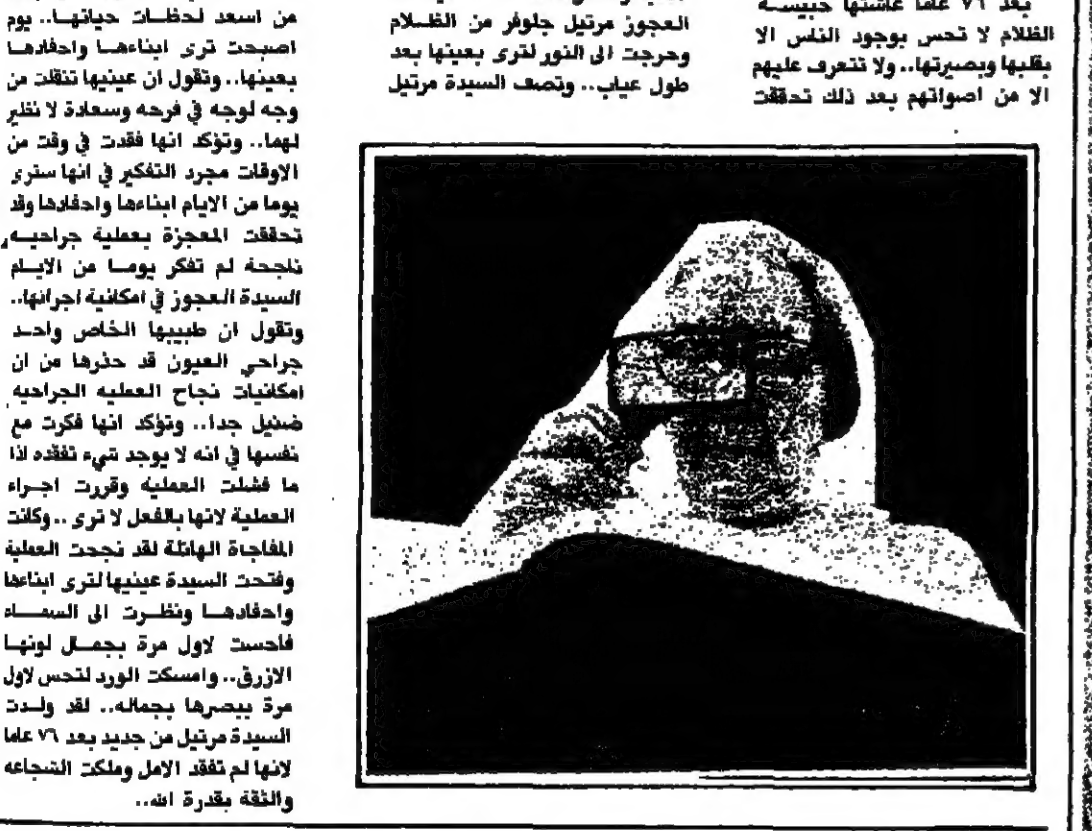 بعد ٧٦ عاما عاشتها حبيسة
الظلام لا تحس بوجود الناس الا
بقلبها وبصيرتها.. ولا تتعرف عليهم
الا من اصواتهم بعد ذلك تحققت
العجوز مرتيل جلوفر من الظلام
وخرجت الى النور لترى بعينها بعد
طول غياب.. وتصف السيدة مرتيل
من اسعد لحظات حياتها.. يوم
اصبحت ترى ابناءها واحفادها
بعينها.. وتقول ان عينيها تنقلت من
وجه لوجه في فرحه وسعادة لا نظير
لهما.. وتؤكد انها فقدت في وقت من
الاوقات مجرد التفكير في انها سترى
يوما من الايام ابناءها واحفادها وقد
تحققت المعجزة بعملية جراحيه
ناجحة لم تفكر يوما من الايام
السيدة العجوز في امكانية اجرائها..
وتقول ان طبيبها الخاص واحد
جراحي العيون قد حذرها من ان
امكانيات نجاح العمليه الجراحيه
ضئيل جدا.. وتؤكد انها فكرت مع
نفسها في انه لا يوجد شيء تفقده اذا
ما فشلت العملية وقررت اجراء
العملية لانها بالفعل لا ترى.. وكانت
المفاجاة الهائلة لقد نجحت العملية
وفتحت السيدة عينيها لترى ابناءها
واحفادها ونظرت الى السماء
فأحست لاول مرة بجمال لونها
الازرق.. وامسكت الورد لتحس لاول
مرة ببصرها بجماله.. لقد ولدت
السيدة مرتيل من جديد بعد ٧٦ عاما
لانها لم تفقد الامل وملكت الشجاعه
والثقة بقدرة الله..